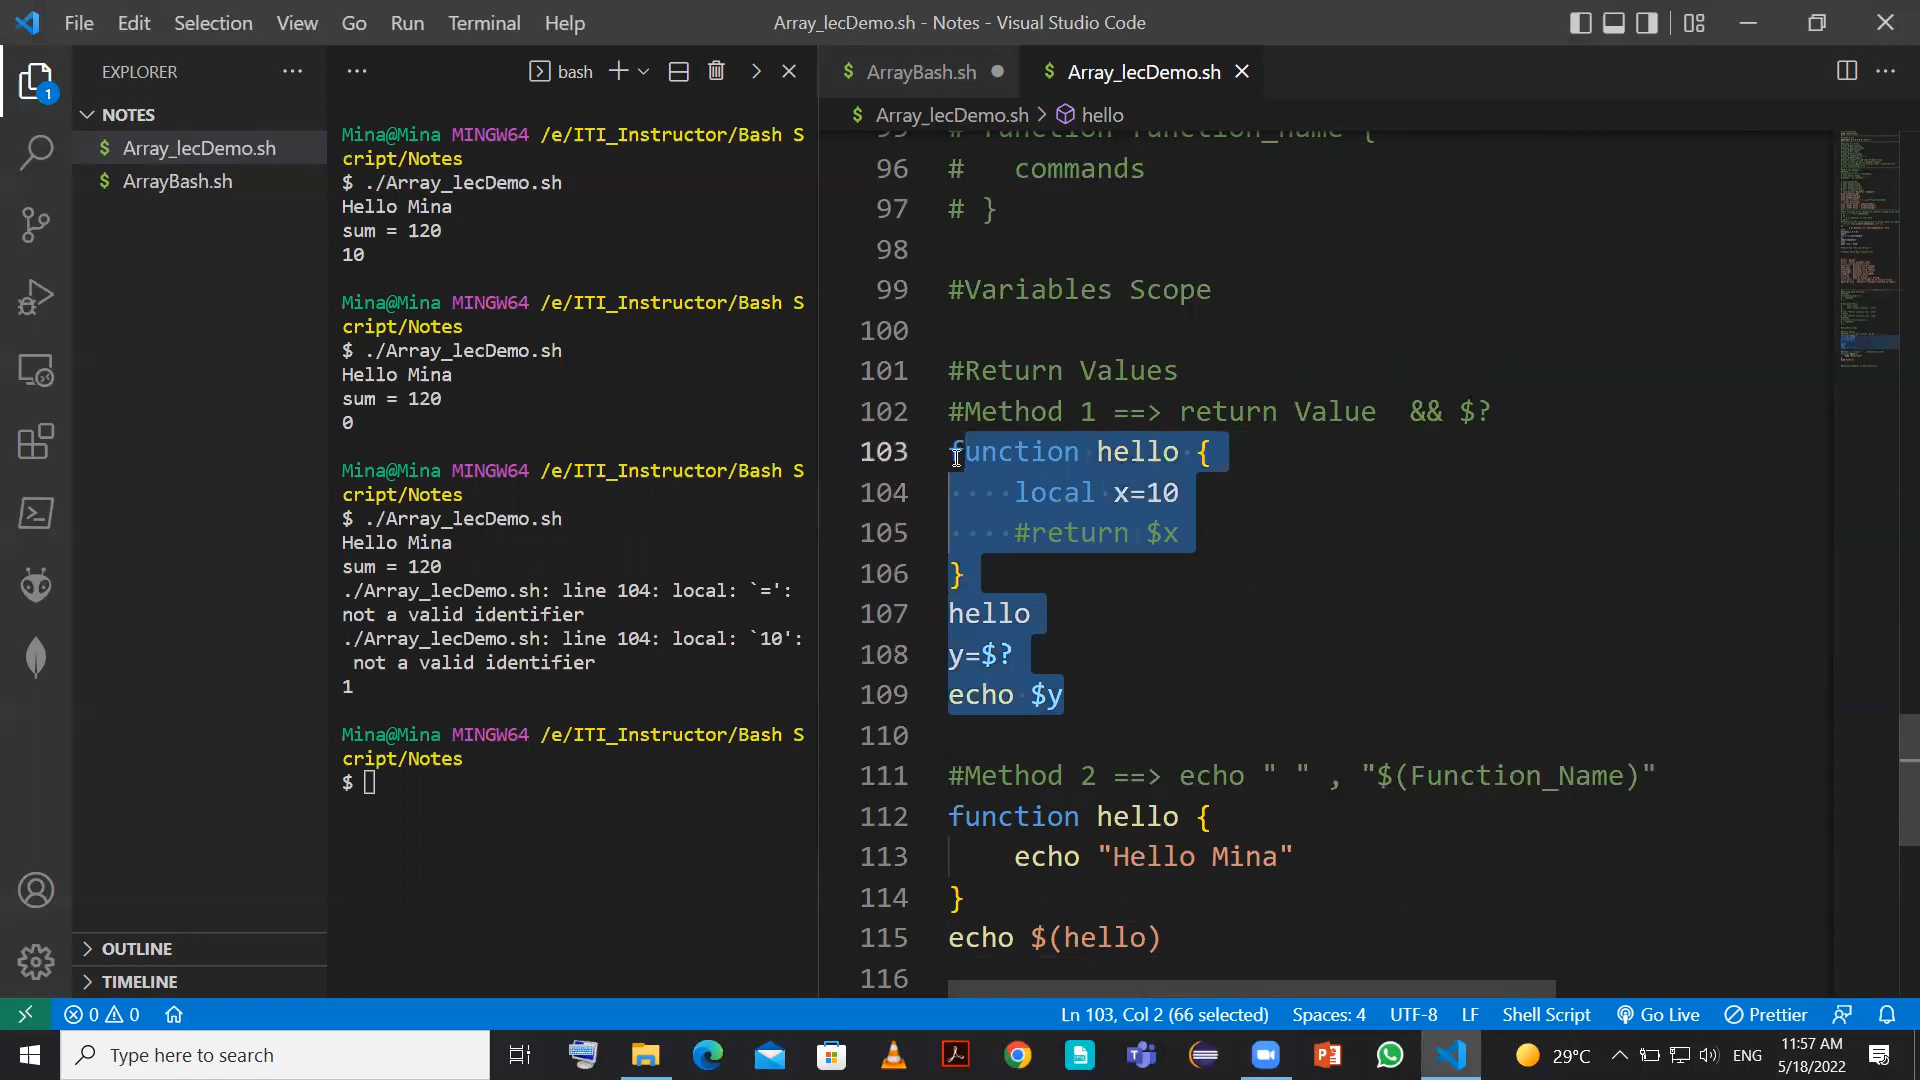 File Edit Selection View Go Run Terminal Help
Array_lecDemo.sh - Notes - Visual Studio Code
EXPLORER
bash
$ ArrayBash.sh
$ Array_lecDemo.sh
1
NOTES
$ Array_lecDemo.sh
$ ArrayBash.sh
OUTLINE
TIMELINE
Mina@Mina MINGW64 /e/ITI_Instructor/Bash S
cript/Notes
$ ./Array_lecDemo.sh
Hello Mina
sum = 120
10
Mina@Mina MINGW64 /e/ITI_Instructor/Bash S
cript/Notes
$ ./Array_lecDemo.sh
Hello Mina
sum = 120
0
Mina@Mina MINGW64 /e/ITI_Instructor/Bash S
cript/Notes
$ ./Array_lecDemo.sh
Hello Mina
sum = 120
./Array_lecDemo.sh: line 104: local: `=':
not a valid identifier
./Array_lecDemo.sh: line 104: local: `10':
not a valid identifier
1
Mina@Mina MINGW64 /e/ITI_Instructor/Bash S
cript/Notes
$
$ Array_lecDemo.sh > hello
95 # function function_name {
96 #   commands
97 # }
98
99 #Variables Scope
100
101 #Return Values
102 #Method 1 ==> return Value  && $?
103 function hello {
104     local x=10
105     #return $x
106 }
107 hello
108 y=$?
109 echo $y
110
111 #Method 2 ==> echo " " , "$(Function_Name)"
112 function hello {
113     echo "Hello Mina"
114 }
115 echo $(hello)
116
0 0
Ln 103, Col 2 (66 selected) Spaces: 4 UTF-8 LF Shell Script Go Live Prettier
Type here to search
29°C ENG
11:57 AM
5/18/2022